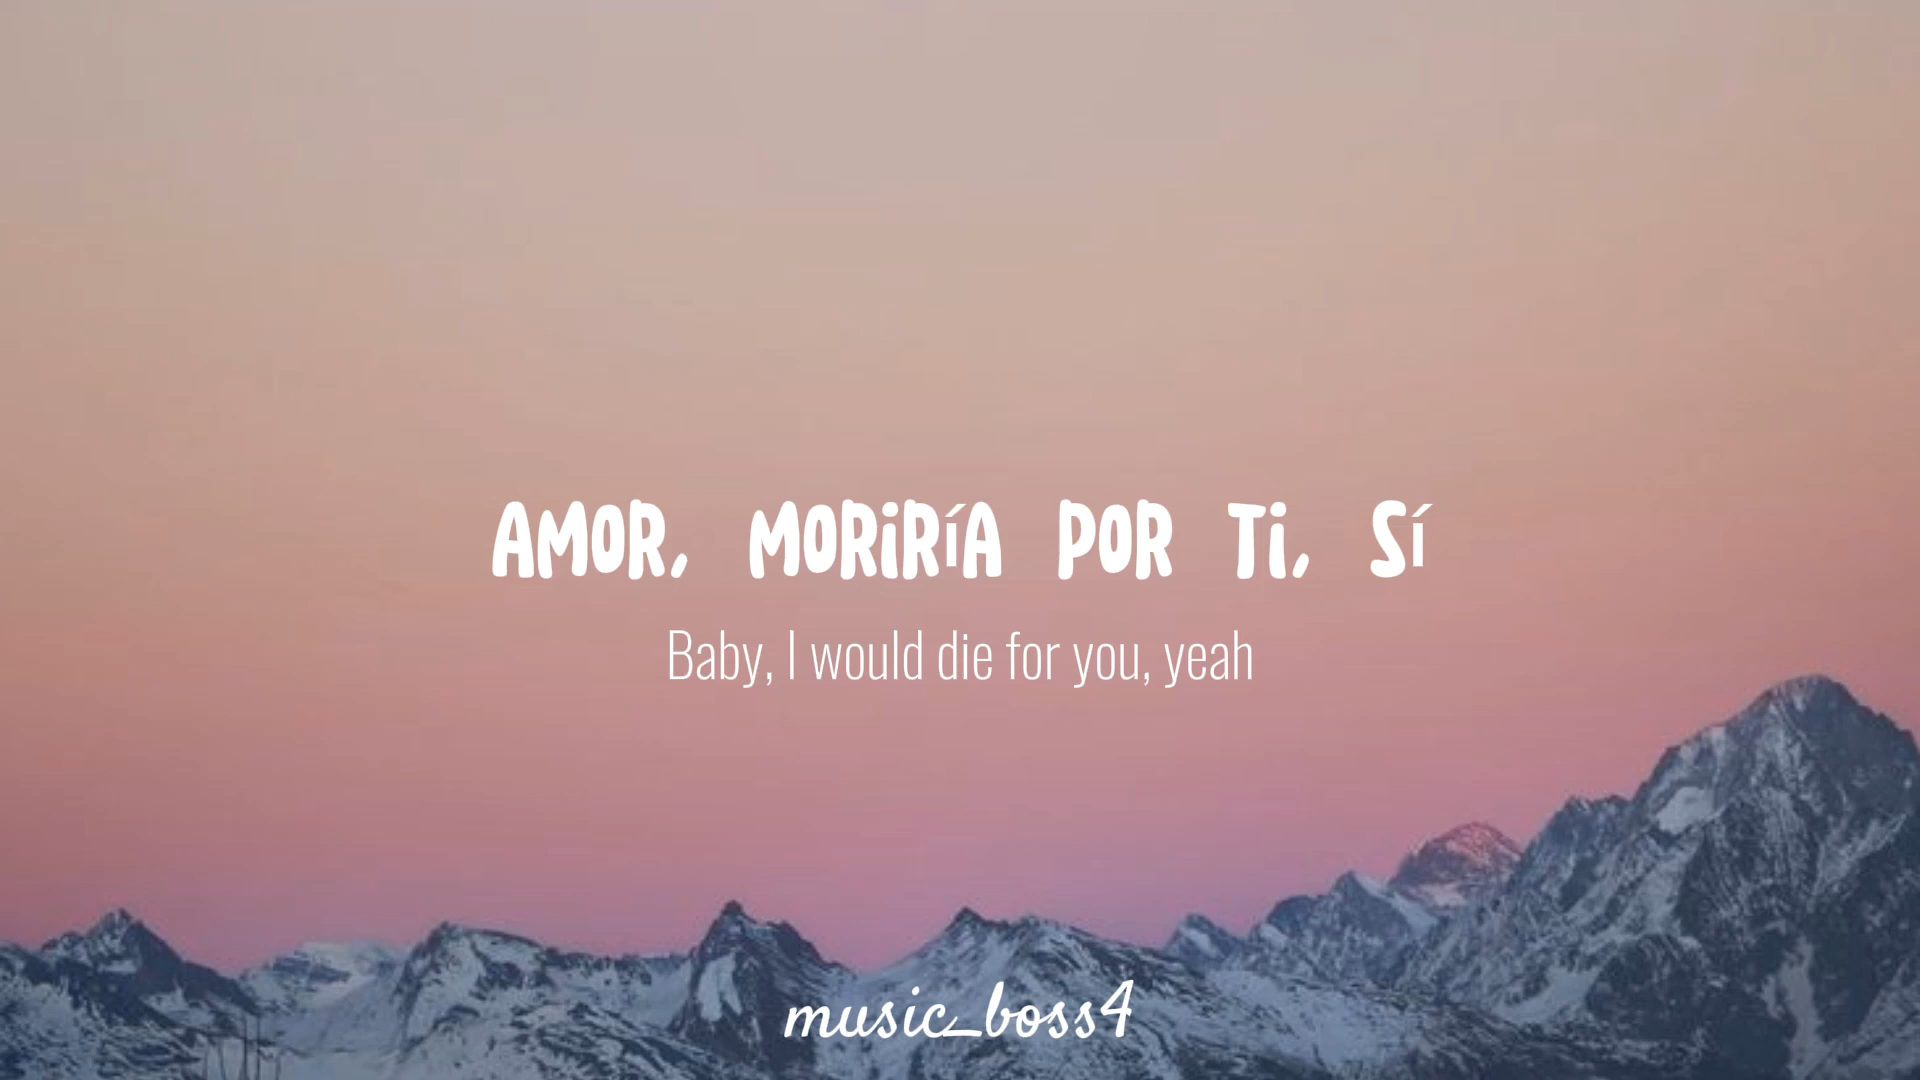 AMOR, MORIRÍA POR TI, SÍ
Baby, I would die for you, yeah
music_boss4